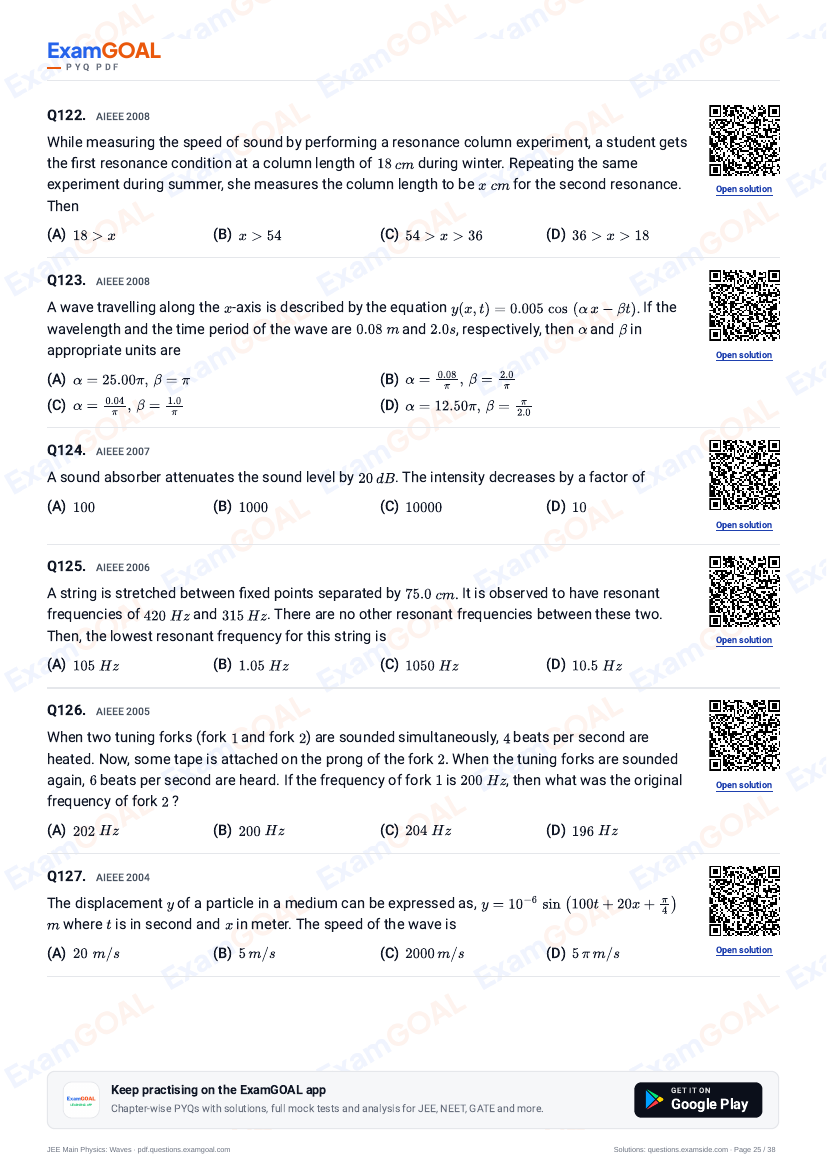 ExamGOAL
PYQ PDF
Q122. AIEEE 2008
While measuring the speed of sound by performing a resonance column experiment, a student gets
the first resonance condition at a column length of 18 cm during winter. Repeating the same
experiment during summer, she measures the column length to be x cm for the second resonance.
Then
(A) 18 > x (B) x > 54 (C) 54 > x > 36 (D) 36 > x > 18
Open solution
Q123. AIEEE 2008
A wave travelling along the x-axis is described by the equation y(x, t) = 0.005 cos (α x − βt). If the
wavelength and the time period of the wave are 0.08 m and 2.0s, respectively, then α and β in
appropriate units are
(A) α = 25.00π, β = π (B) α = 0.08/π, β = 2.0/π
(C) α = 0.04/π, β = 1.0/π (D) α = 12.50π, β = π/2.0
Open solution
Q124. AIEEE 2007
A sound absorber attenuates the sound level by 20 dB. The intensity decreases by a factor of
(A) 100 (B) 1000 (C) 10000 (D) 10
Open solution
Q125. AIEEE 2006
A string is stretched between fixed points separated by 75.0 cm. It is observed to have resonant
frequencies of 420 Hz and 315 Hz. There are no other resonant frequencies between these two.
Then, the lowest resonant frequency for this string is
(A) 105 Hz (B) 1.05 Hz (C) 1050 Hz (D) 10.5 Hz
Open solution
Q126. AIEEE 2005
When two tuning forks (fork 1 and fork 2) are sounded simultaneously, 4 beats per second are
heated. Now, some tape is attached on the prong of the fork 2. When the tuning forks are sounded
again, 6 beats per second are heard. If the frequency of fork 1 is 200 Hz, then what was the original
frequency of fork 2 ?
(A) 202 Hz (B) 200 Hz (C) 204 Hz (D) 196 Hz
Open solution
Q127. AIEEE 2004
The displacement y of a particle in a medium can be expressed as, y = 10⁻⁶ sin (100t + 20x + π/4)
m where t is in second and x in meter. The speed of the wave is
(A) 20 m/s (B) 5 m/s (C) 2000 m/s (D) 5 π m/s
Open solution
ExamGOAL
Keep practising on the ExamGOAL app
Chapter-wise PYQs with solutions, full mock tests and analysis for JEE, NEET, GATE and more.
GET IT ON
Google Play
JEE Main Physics: Waves · pdf.questions.examgoal.com
Solutions: questions.examside.com · Page 25 / 38